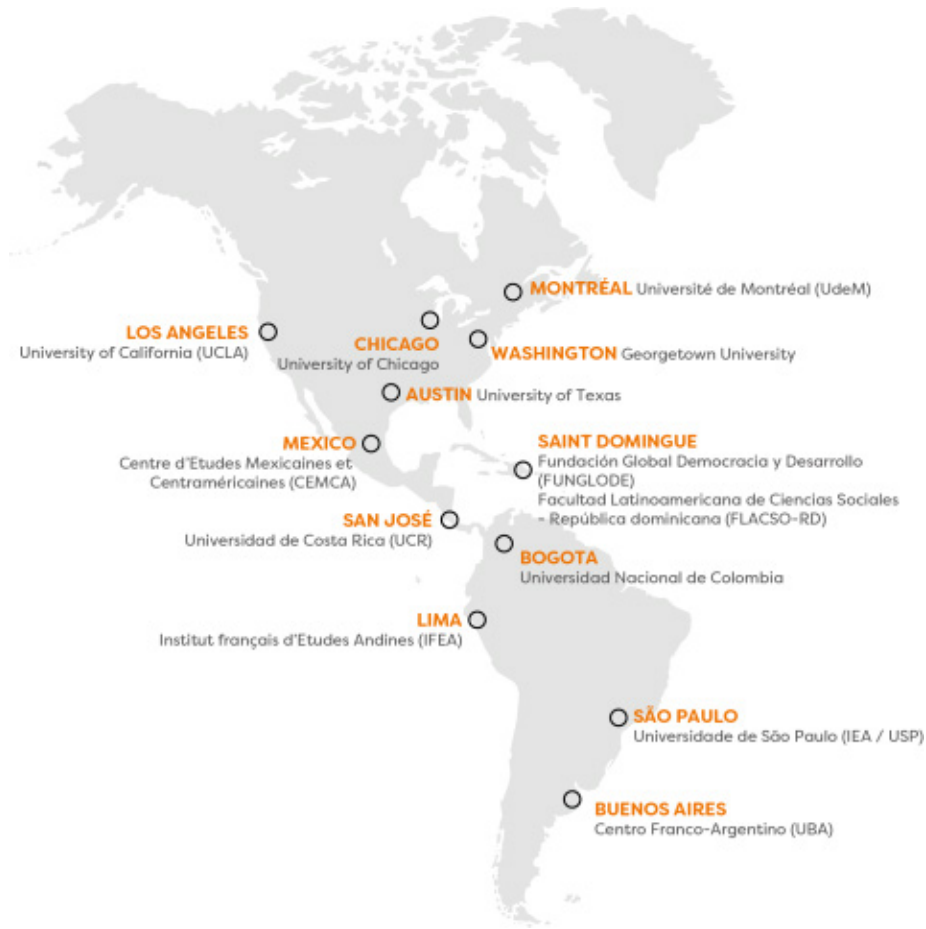 MONTRÉAL Université de Montréal (UdeM)
LOS ANGELES
University of California (UCLA)
CHICAGO
University of Chicago
WASHINGTON Georgetown University
AUSTIN University of Texas
MEXICO
Centre d'Etudes Mexicaines et
Centraméricaines (CEMCA)
SAINT DOMINGUE
Fundación Global Democracia y Desarrollo
(FUNGLODE)
Facultad Latinoamericana de Ciencias Sociales
- República dominicana (FLACSO-RD)
SAN JOSÉ
Universidad de Costa Rica (UCR)
BOGOTA
Universidad Nacional de Colombia
LIMA
Institut français d'Etudes Andines (IFEA)
SÃO PAULO
Universidade de São Paulo (IEA / USP)
BUENOS AIRES
Centro Franco-Argentino (UBA)